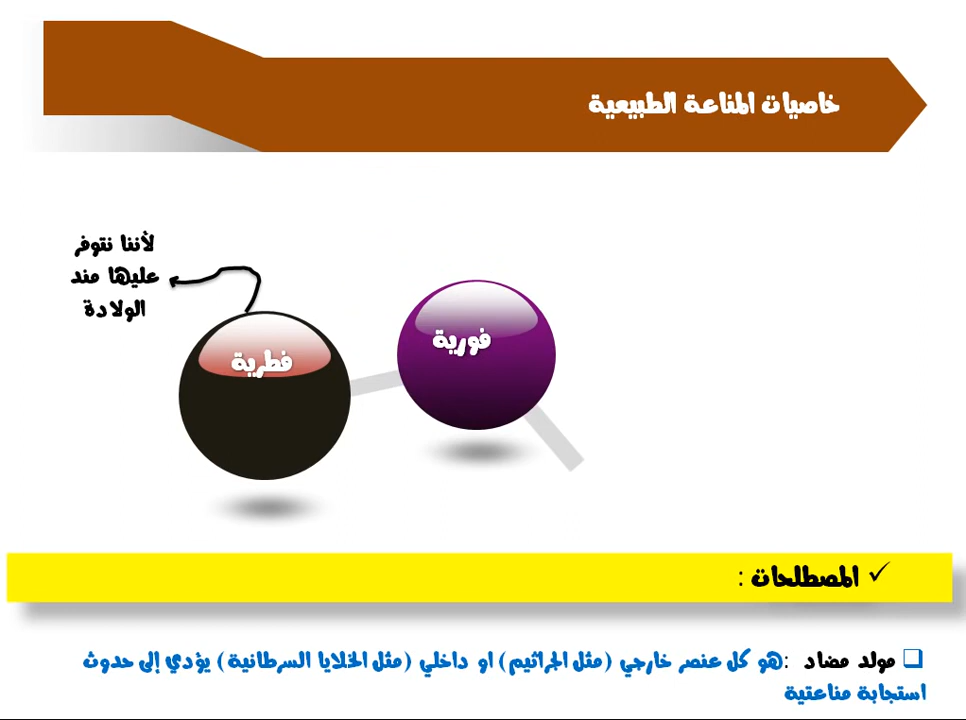 خاصيات المناعة الطبيعية
لأننا نتوفر
عليها مند
الولادة
فورية
فطرية
المصطلحات :
مولد مضاد :هو كل عنصر خارجي (مثل الجراثيم) او داخلي (مثل الخلايا السرطانية) يؤدي إلى حدوث
استجابة مناعتية